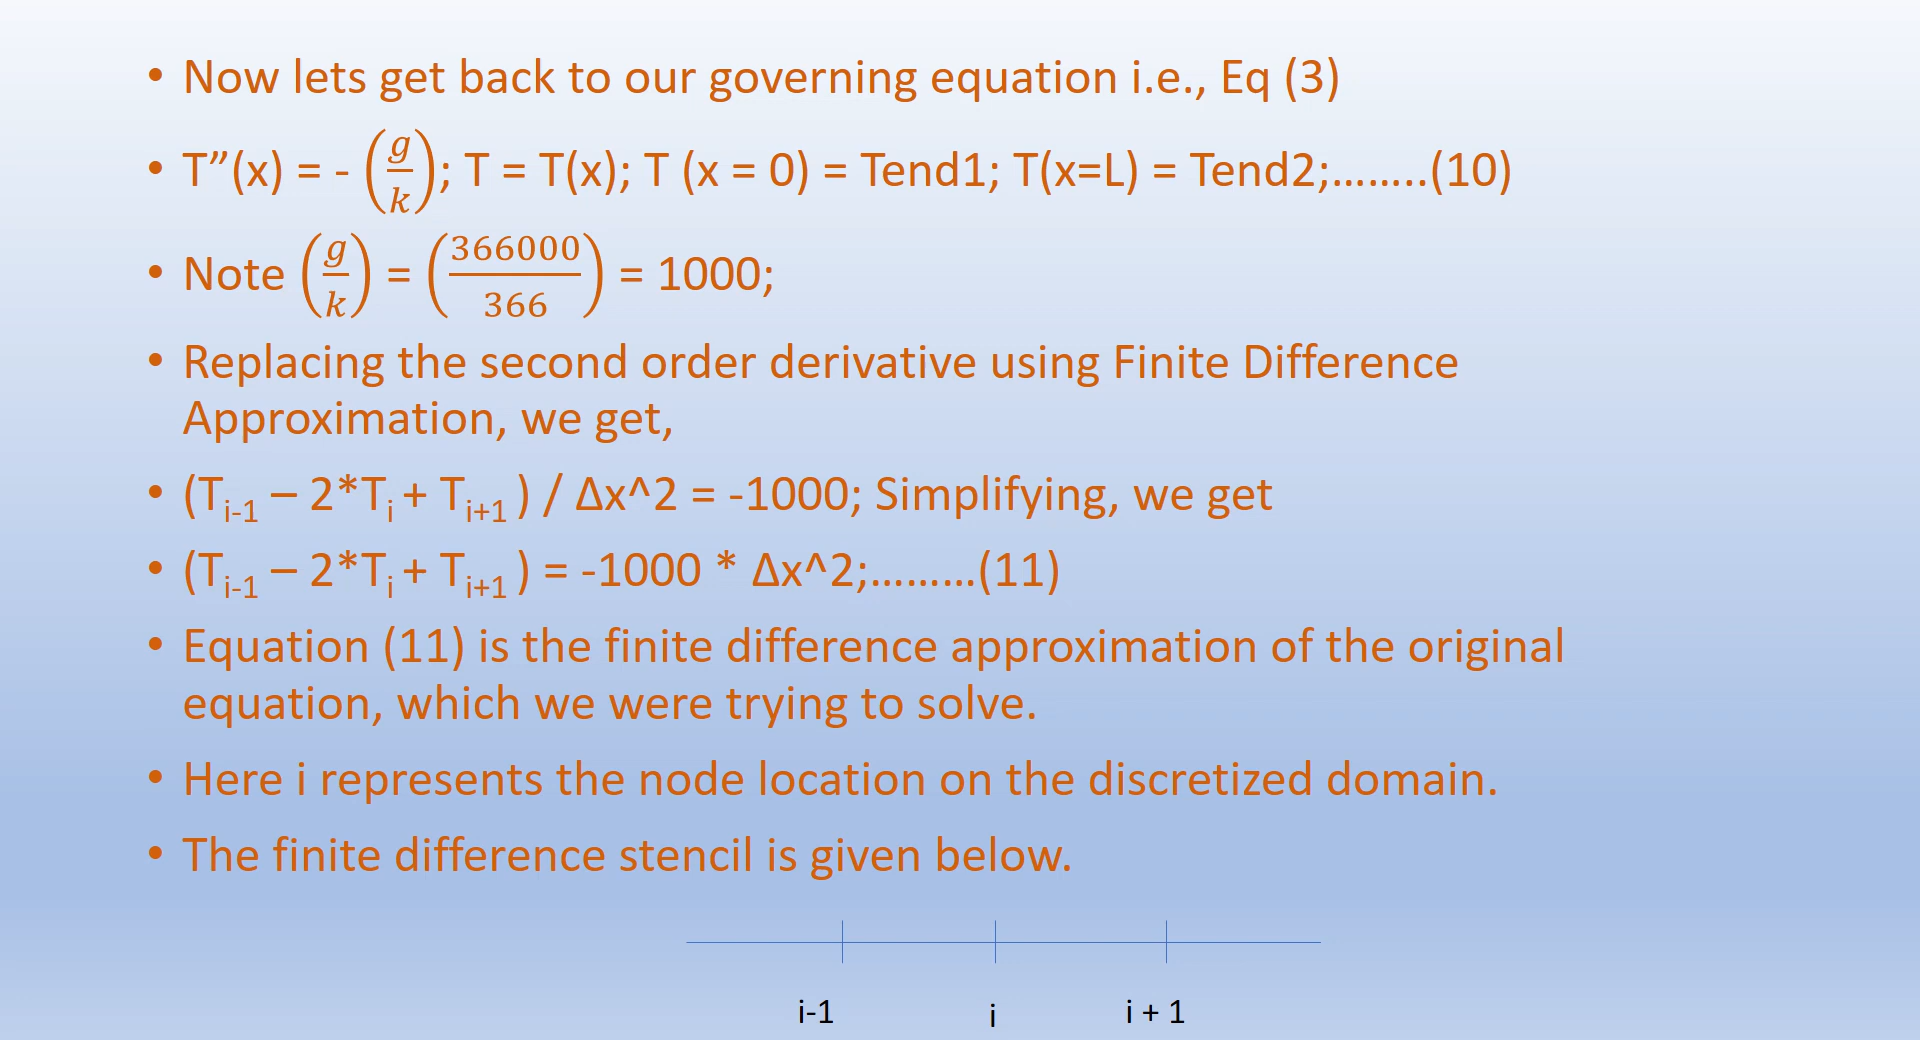 • Now lets get back to our governing equation i.e., Eq (3)
• T”(x) = - (g/k); T = T(x); T (x = 0) = Tend1; T(x=L) = Tend2;……..(10)
• Note (g/k) = (366000/366) = 1000;
• Replacing the second order derivative using Finite Difference
Approximation, we get,
• (Tᵢ₋₁ – 2*Tᵢ + Tᵢ₊₁ ) / Δx^2 = -1000; Simplifying, we get
• (Tᵢ₋₁ – 2*Tᵢ + Tᵢ₊₁ ) = -1000 * Δx^2;………(11)
• Equation (11) is the finite difference approximation of the original
equation, which we were trying to solve.
• Here i represents the node location on the discretized domain.
• The finite difference stencil is given below.
i-1 i i + 1